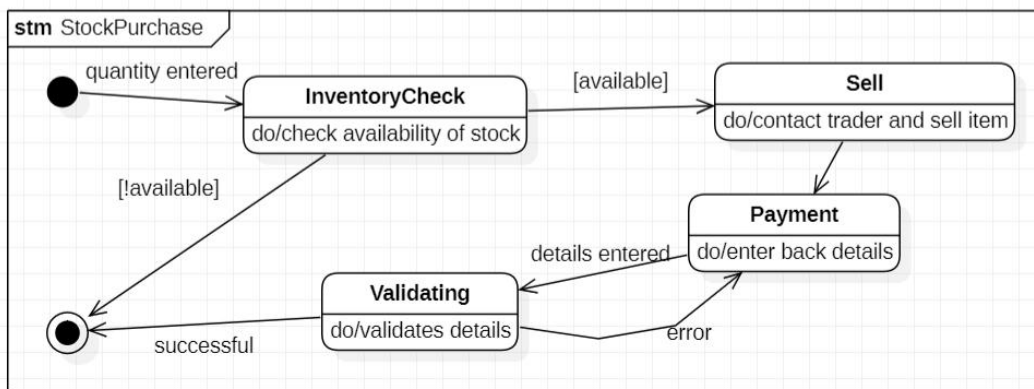 stm StockPurchase
quantity entered
InventoryCheck
do/check availability of stock
[available]
Sell
do/contact trader and sell item
[!available]
Payment
do/enter back details
details entered
Validating
do/validates details
error
successful